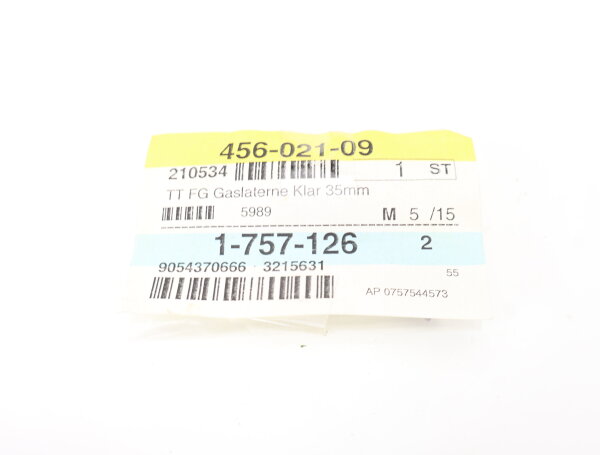 456-021-09
210534 1 ST
TT FG Gaslaterne Klar 35mm
5989 M 5 /15
1-757-126 2
9054370666 3215631 55
AP 0757544573